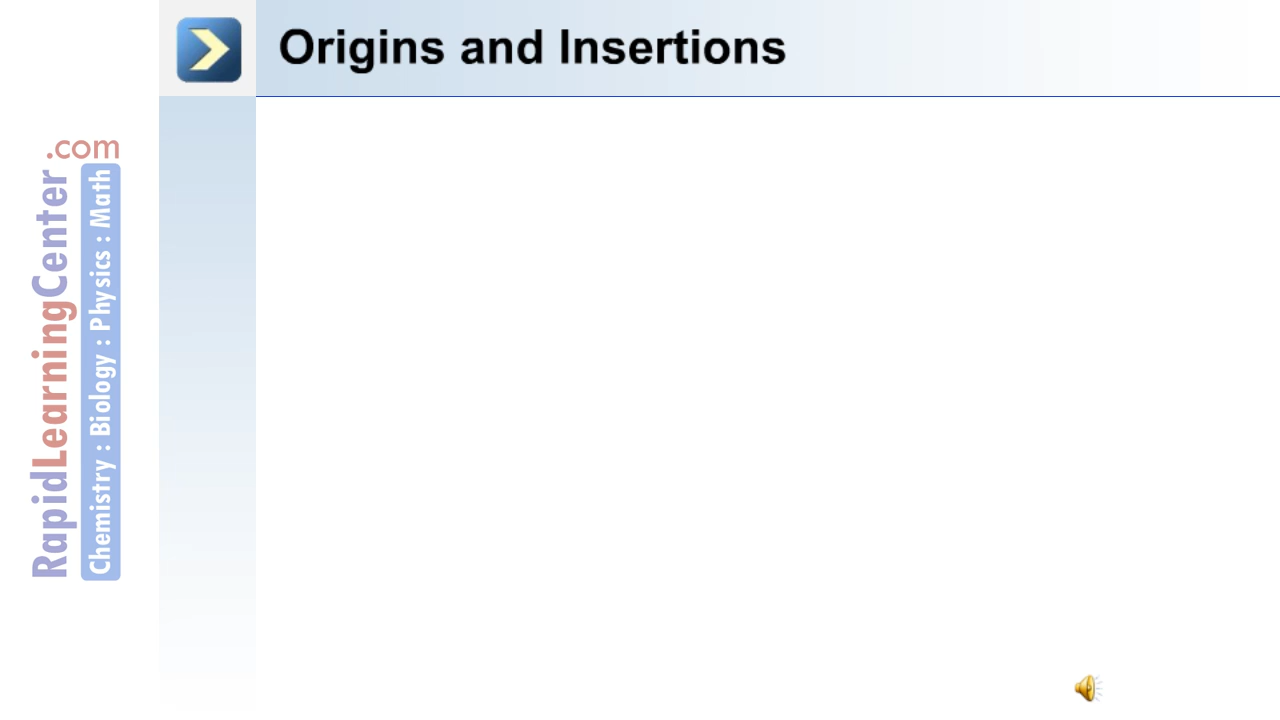 Origins and Insertions
.com
RapidLearningCenter
Chemistry : Biology : Physics : Math